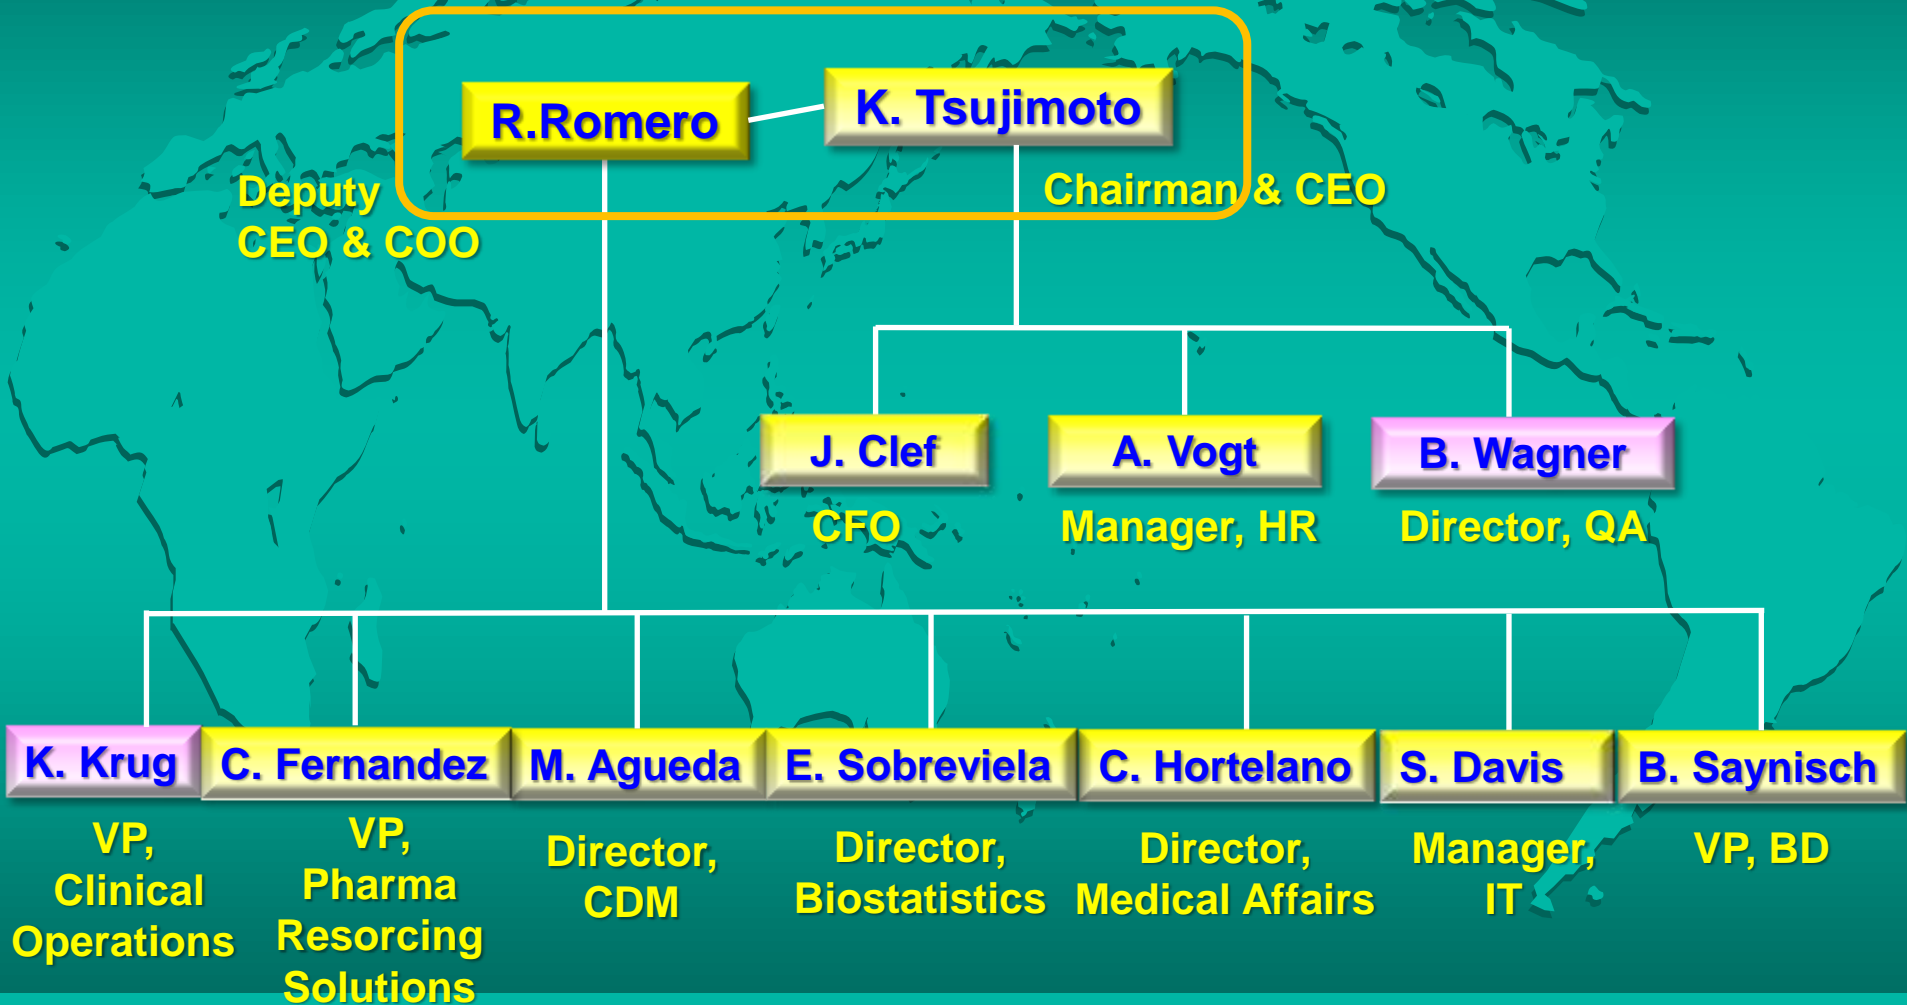 R.Romero
K. Tsujimoto
Deputy
CEO & COO
Chairman & CEO
J. Clef
A. Vogt
B. Wagner
CFO
Manager, HR
Director, QA
K. Krug
C. Fernandez
M. Agueda
E. Sobreviela
C. Hortelano
S. Davis
B. Saynisch
VP,
Clinical
Operations
VP,
Pharma
Resorcing
Solutions
Director,
CDM
Director,
Biostatistics
Director,
Medical Affairs
Manager,
IT
VP, BD